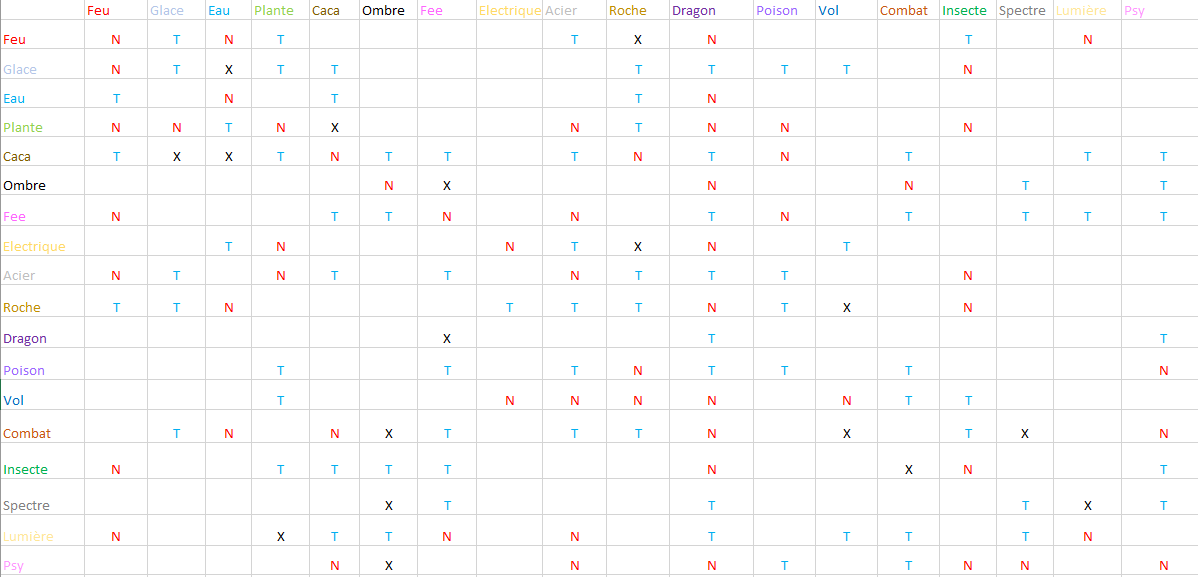 Feu Glace Eau Plante Caca Ombre Fee Electrique Acier Roche Dragon Poison Vol Combat Insecte Spectre Lumière Psy
Feu N T N T T X N T N
Glace N T X T T T T T T N
Eau T N T T N
Plante N N T N X N T N N N
Caca T X X T N T T T N T N T T T
Ombre N X N N T T
Fee N T T N N T N T T T T
Electrique T N N T X N T
Acier N T N T T N T T T N
Roche T T N T T T N T X N
Dragon X T T
Poison T T T N T T T N
Vol T N N N N N T T
Combat T N N X T T T N X T X N
Insecte N T T T T N X N T
Spectre X T T T X T
Lumière N X T T N N T T T T N
Psy N X N N T T N N N